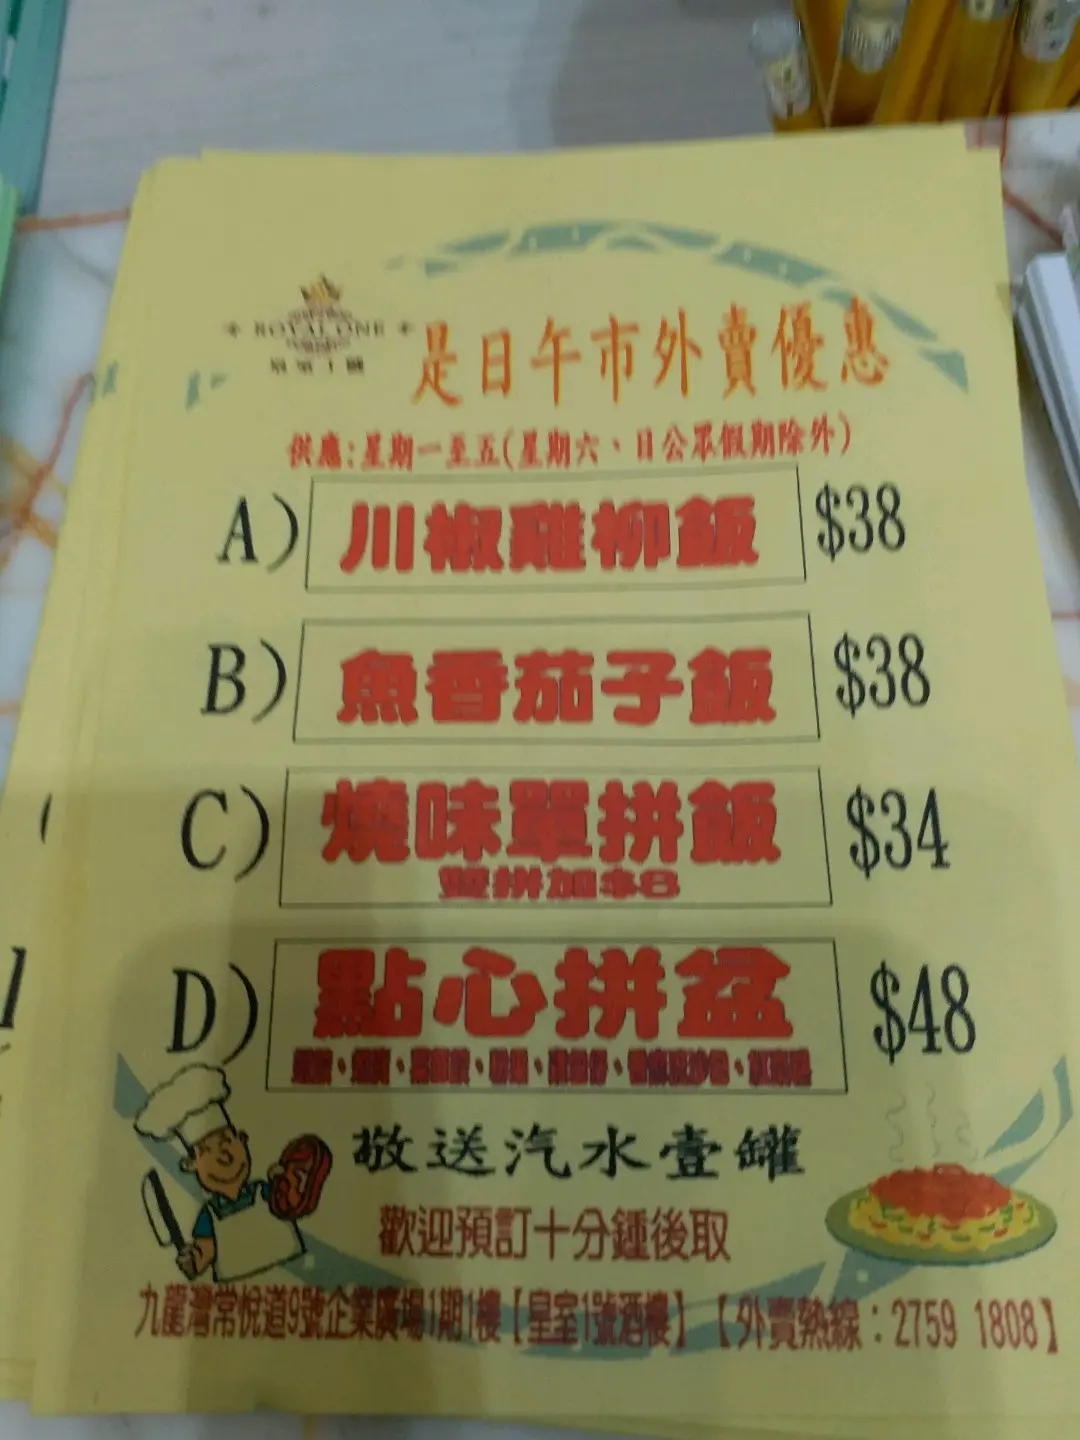 ROYAL ONE
皇室1號
是日午市外賣優惠
供應:星期一至五(星期六、日公眾假期除外)
A) 川椒雞柳飯 $38
B) 魚香茄子飯 $38
C) 燒味單拼飯 $34
雙拼加$8
D) 點心拼盆 $48
敬送汽水壹罐
歡迎預訂十分鍾後取
九龍灣常悅道9號企業廣場1期1樓【皇室1號酒樓】【外賣熱線:2759 1808】